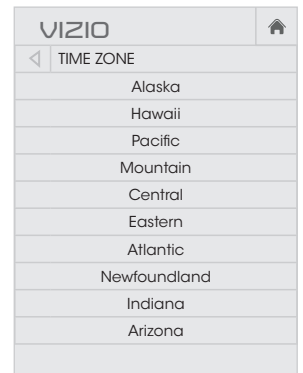 VIZIO
TIME ZONE
Alaska
Hawaii
Pacific
Mountain
Central
Eastern
Atlantic
Newfoundland
Indiana
Arizona